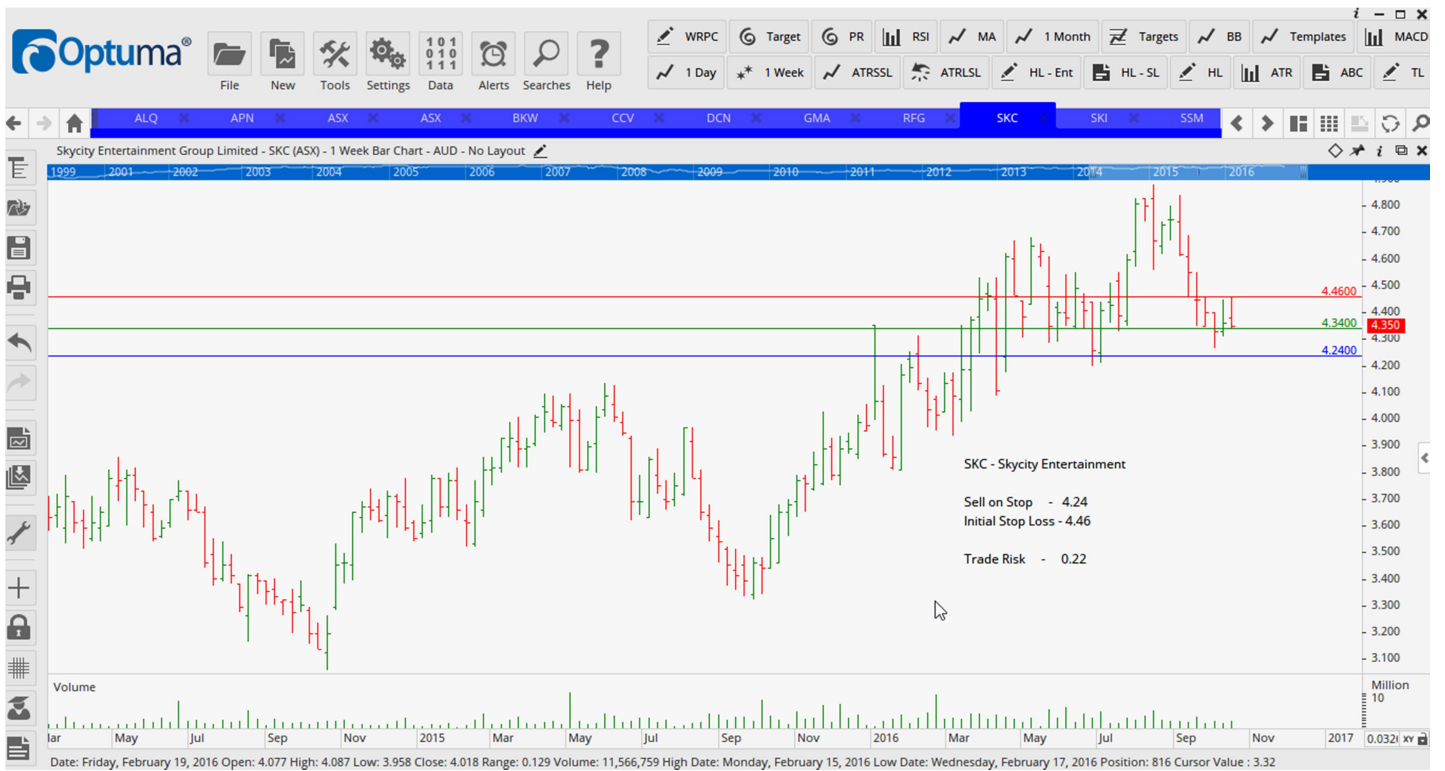 Optuma®
File
New
Tools
Settings
Data
Alerts
Searches
Help
i
WRPC
Target
PR
RSI
MA
1 Month
Targets
BB
Templates
MACD
1 Day
1 Week
ATRSSL
ATRLSL
HL - Ent
HL - SL
HL
ATR
ABC
TL
ALQ
APN
ASX
ASX
BKW
CCV
DCN
GMA
RFG
SKC
SKI
SSM
Skycity Entertainment Group Limited - SKC (ASX) - 1 Week Bar Chart - AUD - No Layout
1999 2001 2002 2003 2004 2005 2006 2007 2008 2009 2010 2011 2012 2013 2014 2015 2016
4.800
4.700
4.600
4.500
4.4600
4.400
4.3400
4.350
4.300
4.2400
4.200
4.100
4.000
3.900
3.800
3.700
3.600
3.500
3.400
3.300
3.200
3.100
SKC - Skycity Entertainment
Sell on Stop - 4.24
Initial Stop Loss - 4.46
Trade Risk - 0.22
Volume
Million
10
May Jul Sep Nov 2015 Mar May Jul Sep Nov 2016 Mar May Jul Sep Nov 2017
XY
Date: Friday, February 19, 2016 Open: 4.077 High: 4.087 Low: 3.958 Close: 4.018 Range: 0.129 Volume: 11,566,759 High Date: Monday, February 15, 2016 Low Date: Wednesday, February 17, 2016 Position: 816 Cursor Value : 3.32